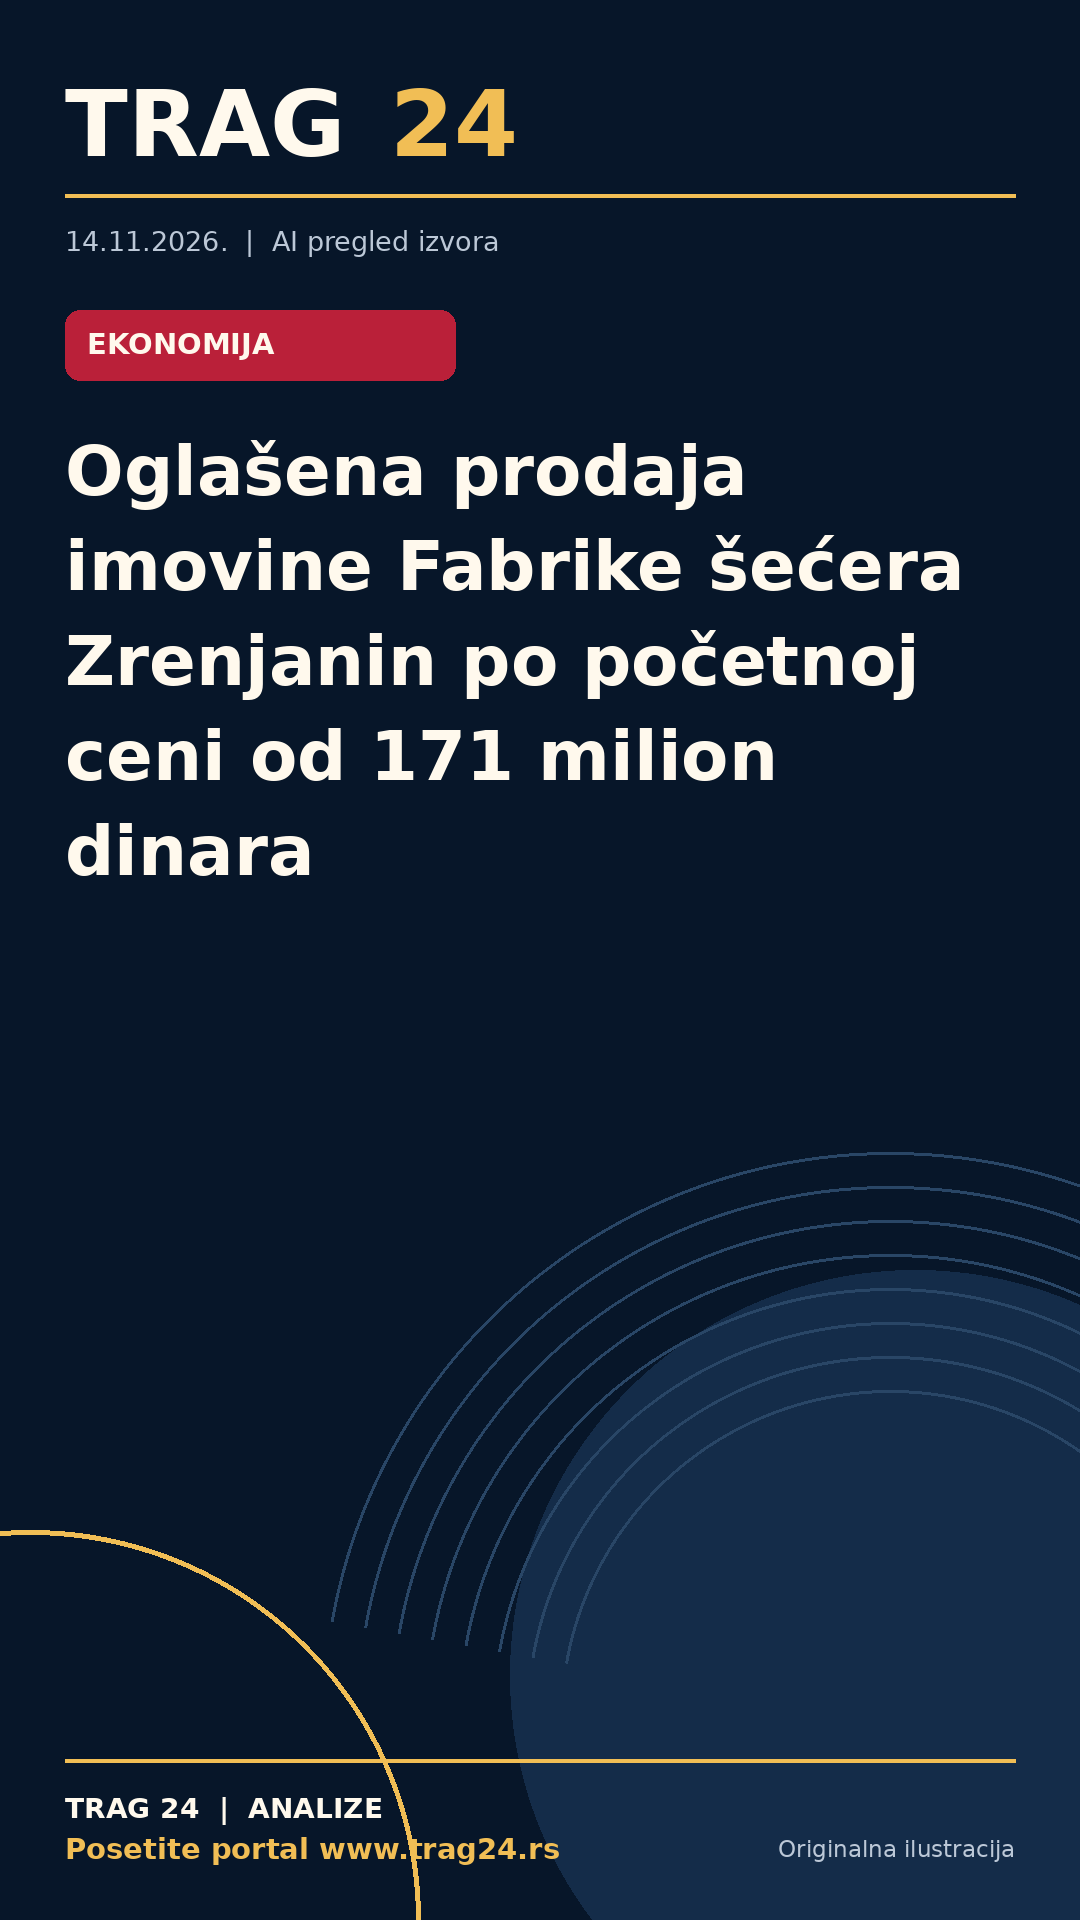 TRAG 24
14.11.2026. | AI pregled izvora
EKONOMIJA
Oglašena prodaja
imovine Fabrike šećera
Zrenjanin po početnoj
ceni od 171 milion
dinara
TRAG 24 | ANALIZE
Posetite portal www.trag24.rs
Originalna ilustracija